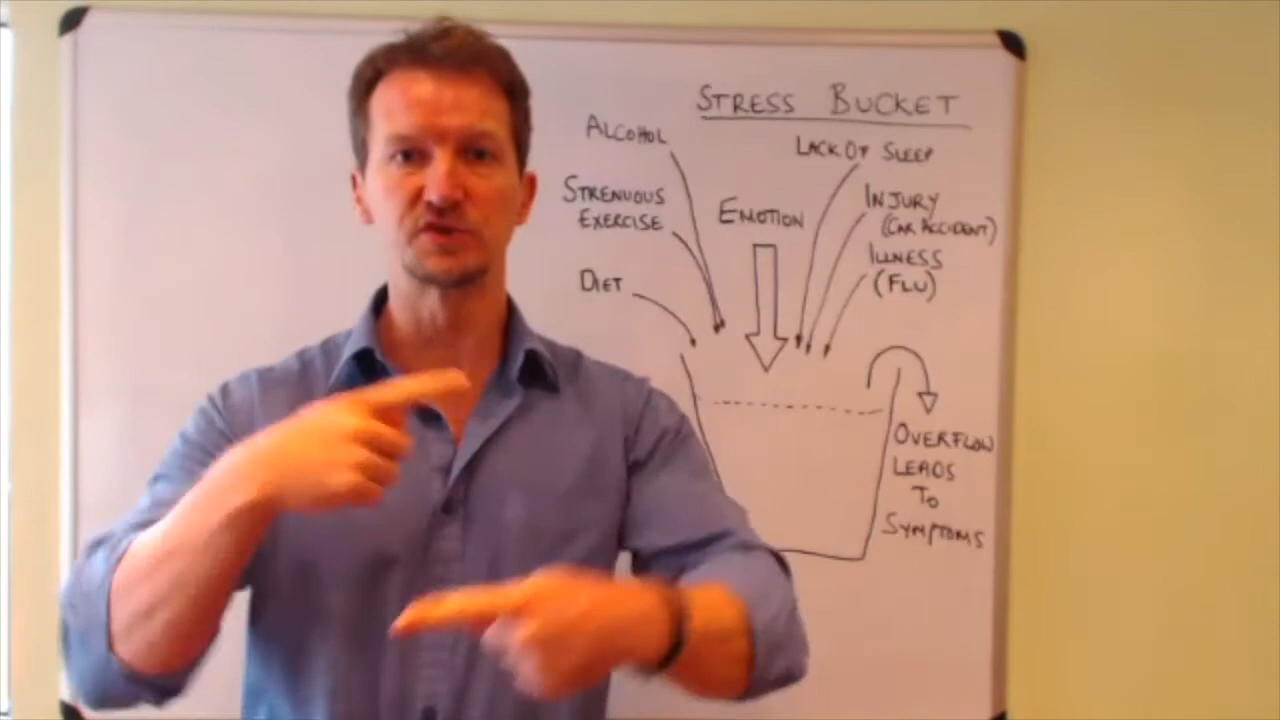 STRESS BUCKET
ALCOHOL
LACK OF SLEEP
STRENUOUS
EXERCISE
EMOTION
INJURY
(CAR ACCIDENT)
ILLNESS
(FLU)
DIET
OVERFLOW
LEADS
TO
SYMPTOMS